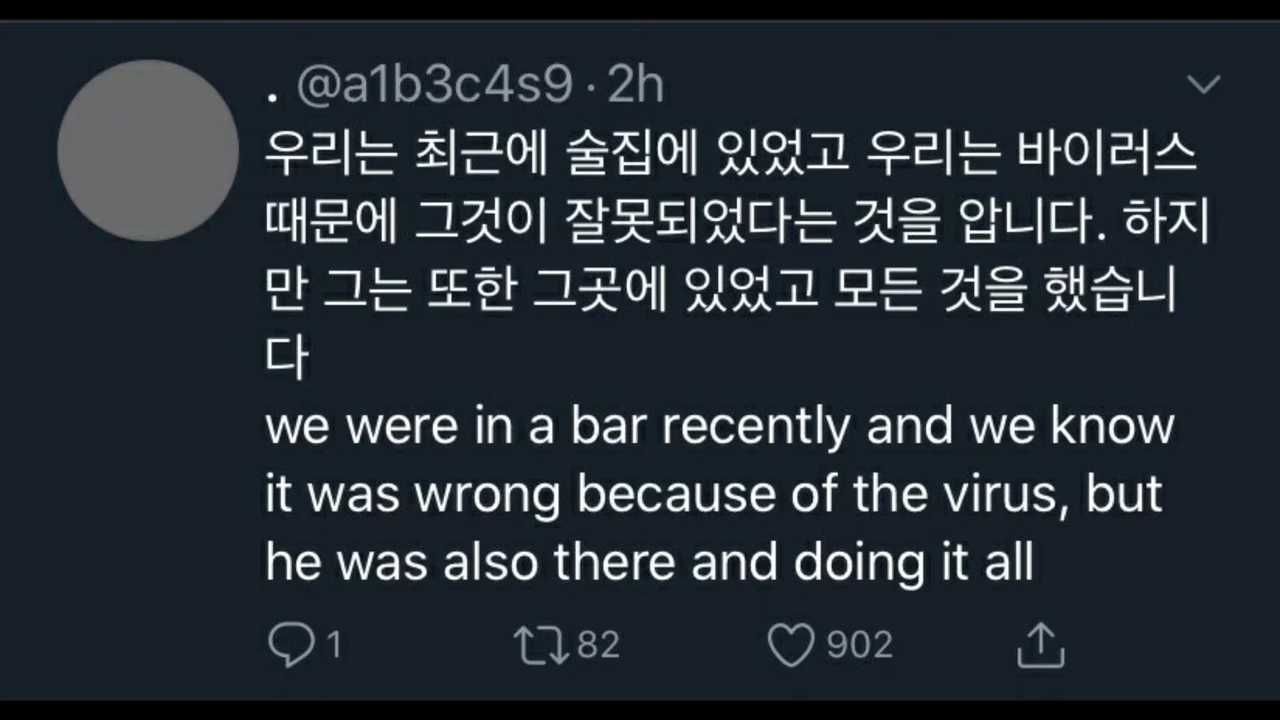 . @a1b3c4s9 · 2h
우리는 최근에 술집에 있었고 우리는 바이러스
때문에 그것이 잘못되었다는 것을 압니다. 하지
만 그는 또한 그곳에 있었고 모든 것을 했습니
다
we were in a bar recently and we know
it was wrong because of the virus, but
he was also there and doing it all
1 82 902